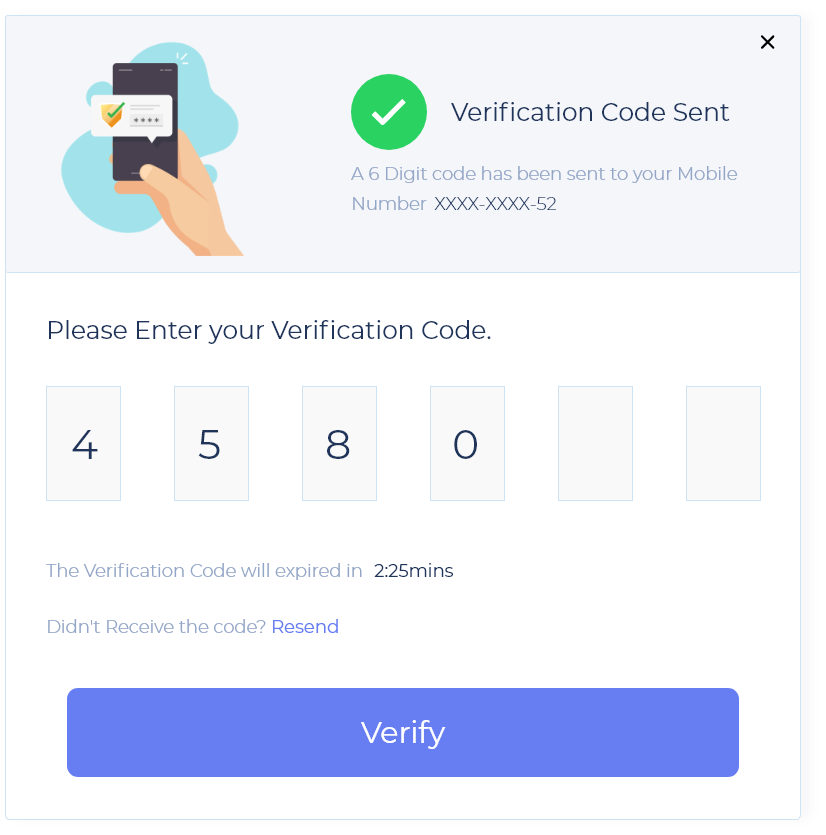 Verification Code Sent
A 6 Digit code has been sent to your Mobile
Number XXXX-XXXX-52
****
Please Enter your Verification Code.
4 5 8 0
The Verification Code will expired in 2:25mins
Didn't Receive the code? Resend
Verify